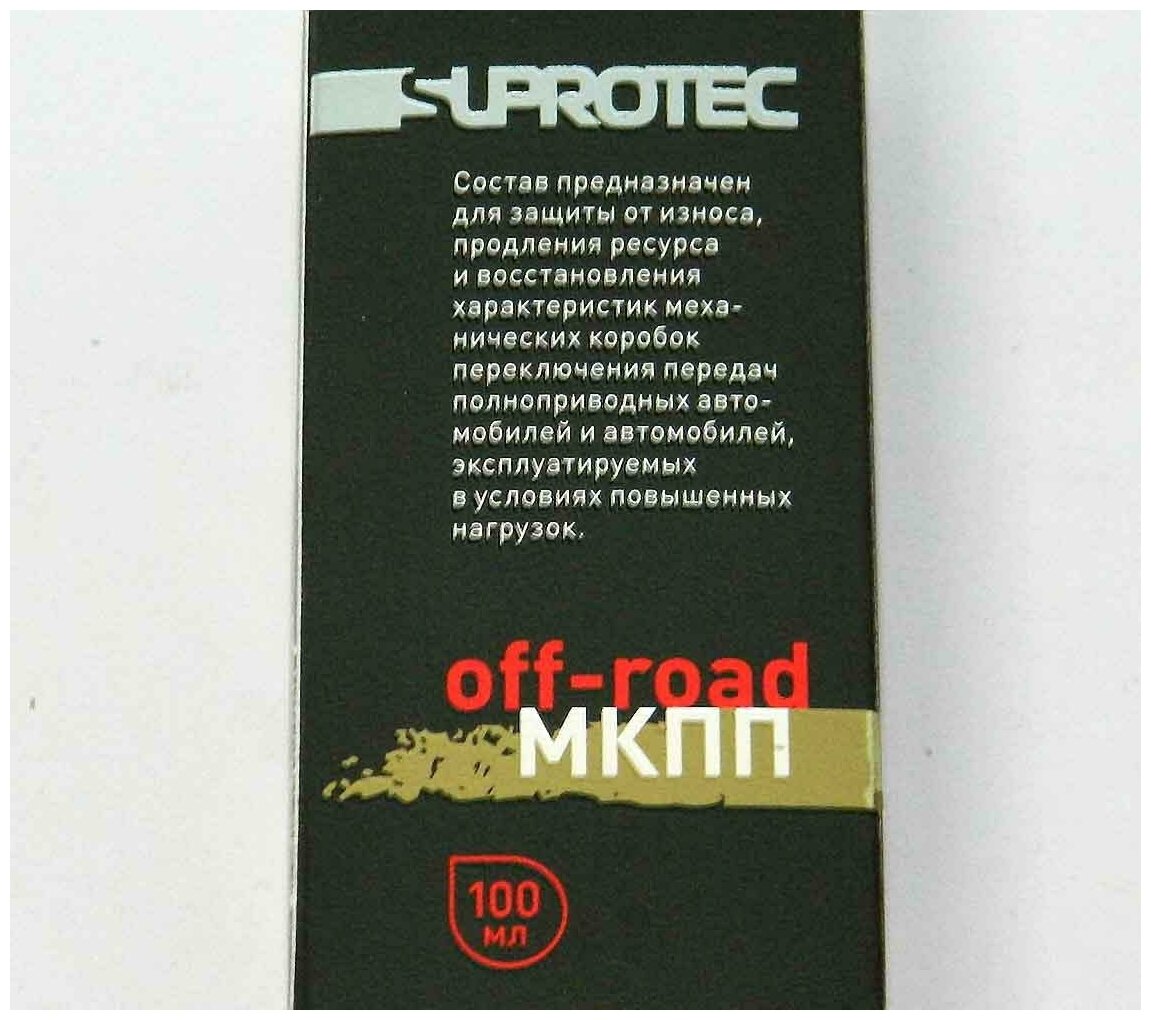 SUPROTEC
Состав предназначен
для защиты от износа,
продления ресурса
и восстановления
характеристик меха-
нических коробок
переключения передач
полноприводных авто-
мобилей и автомобилей,
эксплуатируемых
в условиях повышенных
нагрузок.
off-road
МКПП
100
мл